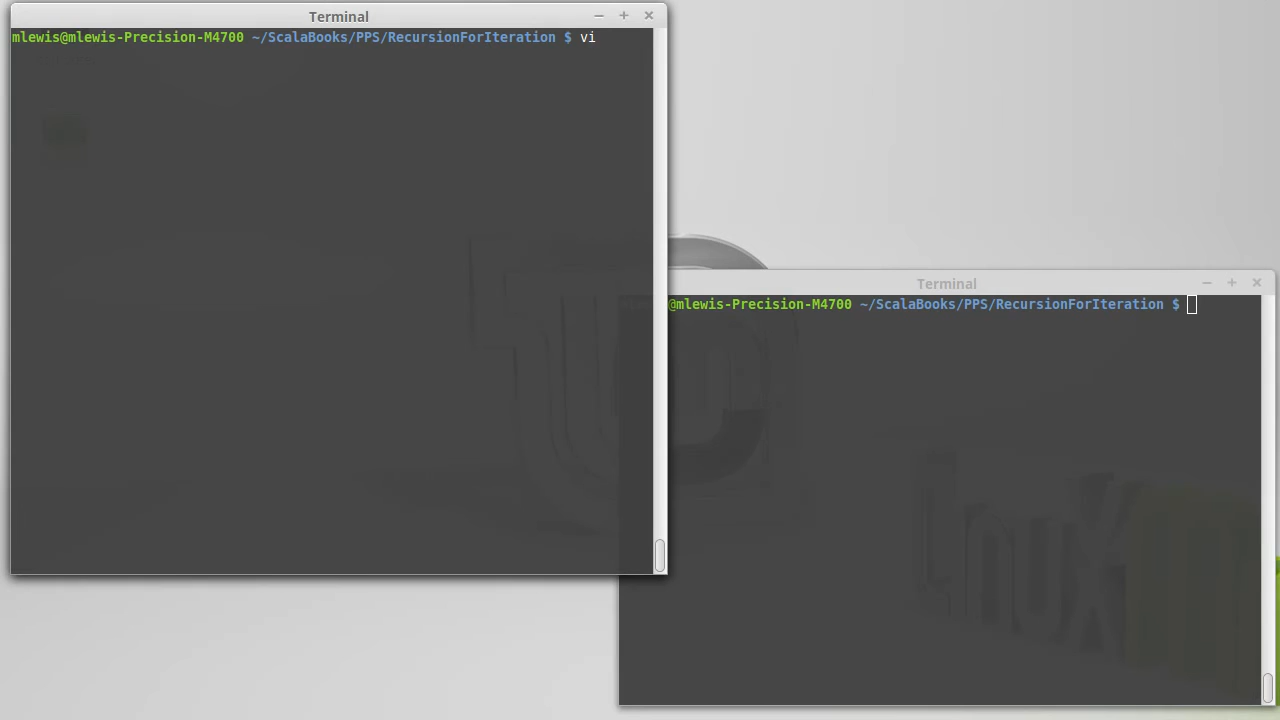 Terminal
mlewis@mlewis-Precision-M4700 ~/ScalaBooks/PPS/RecursionForIteration $ vi
Terminal
@mlewis-Precision-M4700 ~/ScalaBooks/PPS/RecursionForIteration $